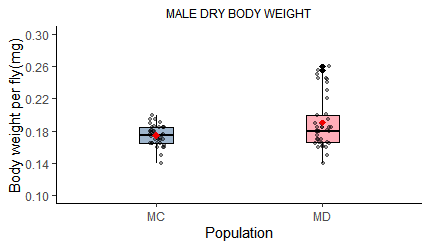 MALE DRY BODY WEIGHT
Body weight per fly(mg)
0.30
0.26
0.22
0.18
0.14
0.10
MC MD
Population